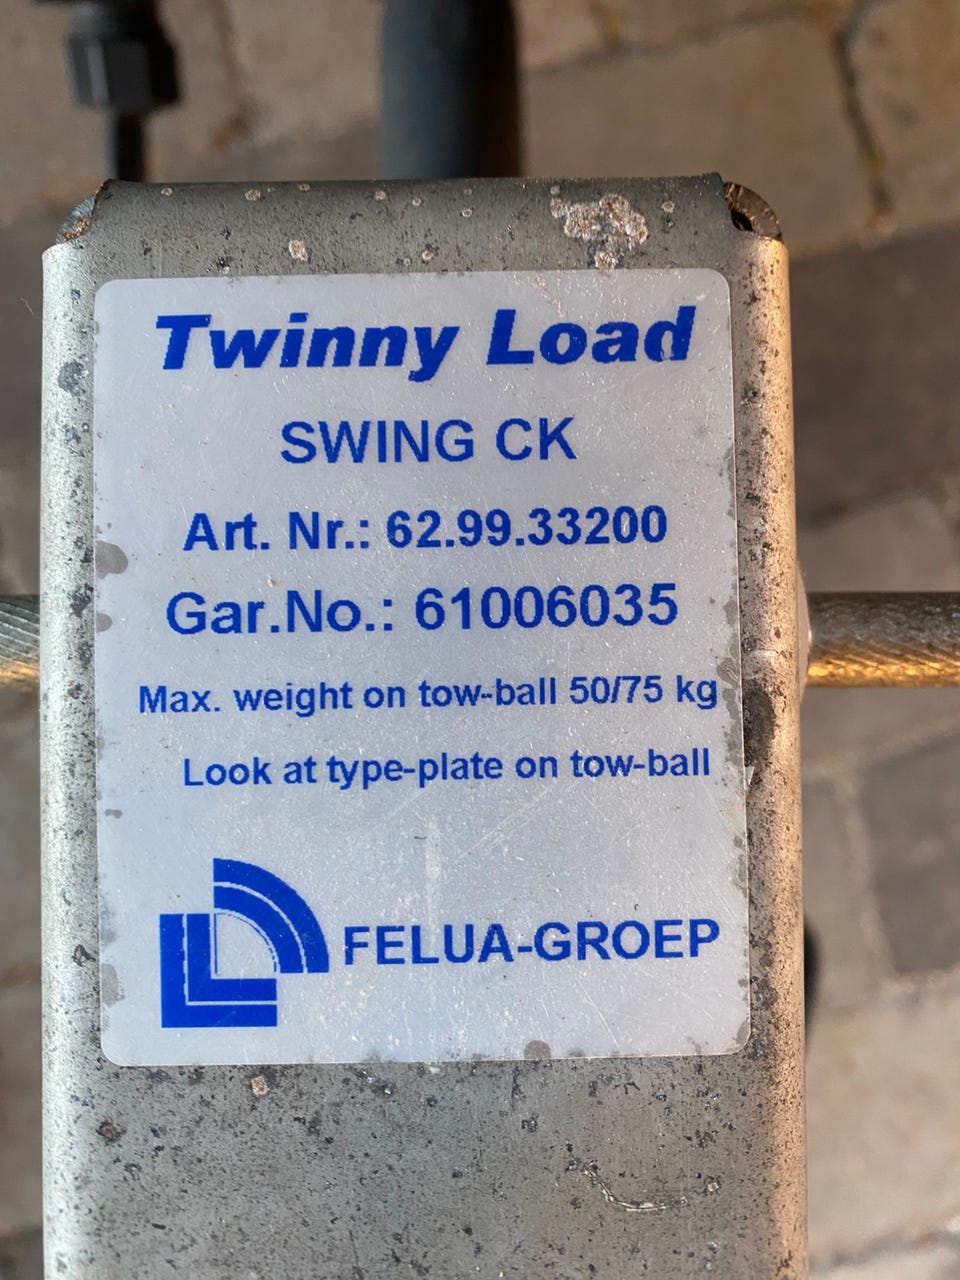 Twinny Load
SWING CK
Art. Nr.: 62.99.33200
Gar.No.: 61006035
Max. weight on tow-ball 50/75 kg
Look at type-plate on tow-ball
FELUA-GROEP